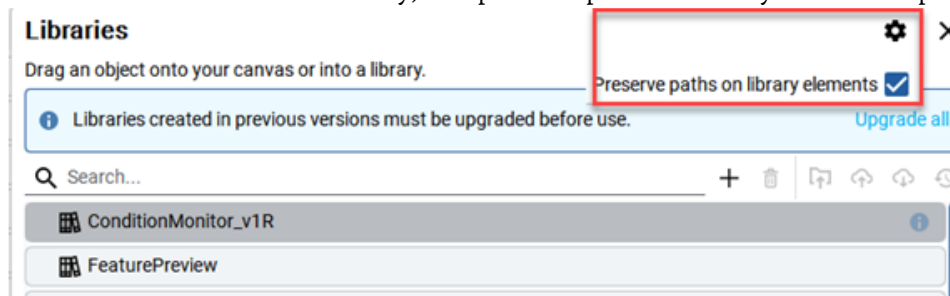 Libraries
Drag an object onto your canvas or into a library.
Preserve paths on library elements
Libraries created in previous versions must be upgraded before use.
Upgrade all
Search...
ConditionMonitor_v1R
FeaturePreview